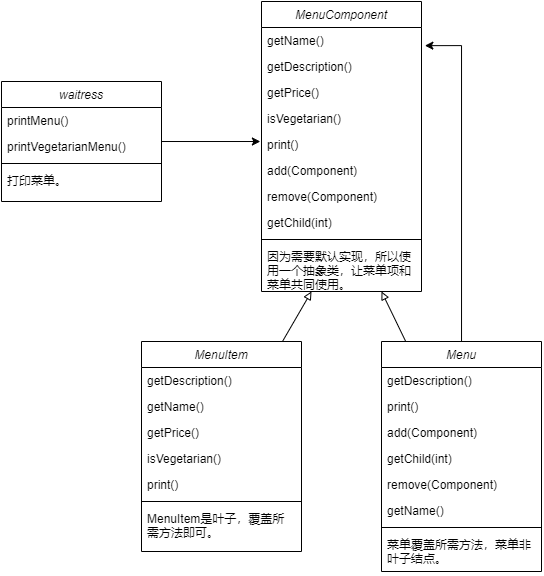 MenuComponent
getName()
getDescription()
getPrice()
isVegetarian()
print()
add(Component)
remove(Component)
getChild(int)
因为需要默认实现，所以使
用一个抽象类，让菜单项和
菜单共同使用。
waitress
printMenu()
printVegetarianMenu()
打印菜单。
MenuItem
getDescription()
getName()
getPrice()
isVegetarian()
print()
MenuItem是叶子，覆盖所
需方法即可。
Menu
getDescription()
print()
add(Component)
getChild(int)
remove(Component)
getName()
菜单覆盖所需方法，菜单非
叶子结点。